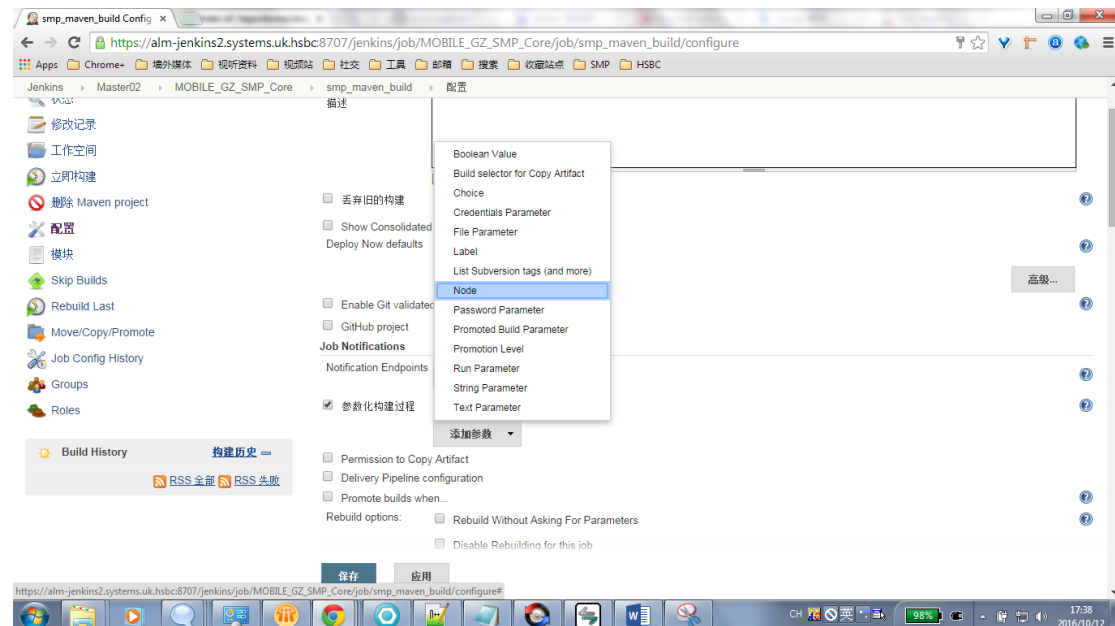 smp_maven_build Config ×
https://alm-jenkins2.systems.uk.hsbc:8707/jenkins/job/MOBILE_GZ_SMP_Core/job/smp_maven_build/configure
Apps Chrome+ 墙外媒体 视听资料 视频站 社交 工具 邮箱 搜索 收藏站点 SMP HSBC
Jenkins Master02 MOBILE_GZ_SMP_Core smp_maven_build 配置
状态
修改记录
工作空间
立即构建
删除 Maven project
配置
模块
Skip Builds
Rebuild Last
Move/Copy/Promote
Job Config History
Groups
Roles
Build History 构建历史
RSS 全部 RSS 失败
描述
丢弃旧的构建
Show Consolidated
Deploy Now defaults
高级...
Enable Git validated
GitHub project
Job Notifications
Notification Endpoints
参数化构建过程
Boolean Value
Build selector for Copy Artifact
Choice
Credentials Parameter
File Parameter
Label
List Subversion tags (and more)
Node
Password Parameter
Promoted Build Parameter
Promotion Level
Run Parameter
String Parameter
Text Parameter
添加参数
Permission to Copy Artifact
Delivery Pipeline configuration
Promote builds when...
Rebuild options: Rebuild Without Asking For Parameters
Disable Rebuilding for this job
保存 应用
https://alm-jenkins2.systems.uk.hsbc:8707/jenkins/job/MOBILE_GZ_SMP_Core/job/smp_maven_build/configure#
CH 英 98% 17:38
2016/10/12